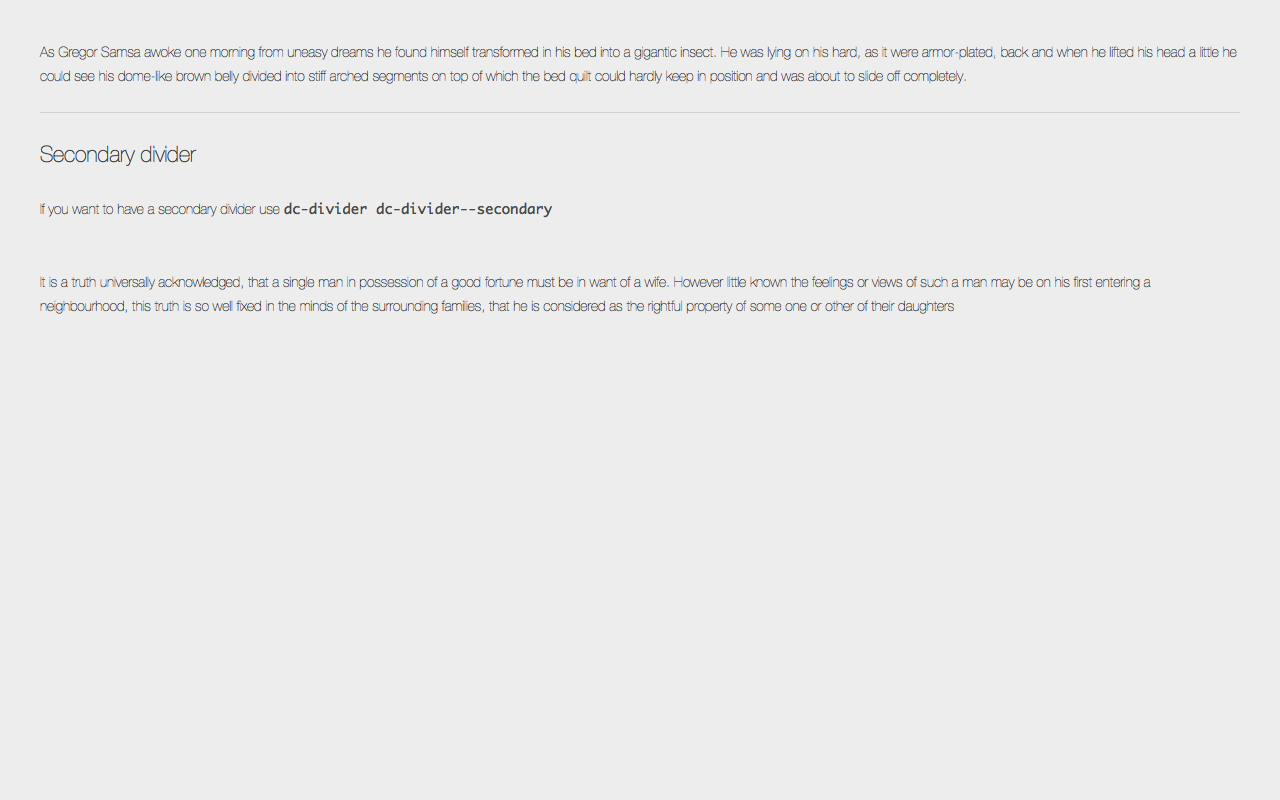 As Gregor Samsa awoke one morning from uneasy dreams he found himself transformed in his bed into a gigantic insect. He was lying on his hard, as it were armor-plated, back and when he lifted his head a little he
could see his dome-like brown belly divided into stiff arched segments on top of which the bed quilt could hardly keep in position and was about to slide off completely.
Secondary divider
If you want to have a secondary divider use dc-divider dc-divider--secondary
It is a truth universally acknowledged, that a single man in possession of a good fortune must be in want of a wife. However little known the feelings or views of such a man may be on his first entering a
neighbourhood, this truth is so well fixed in the minds of the surrounding families, that he is considered as the rightful property of some one or other of their daughters